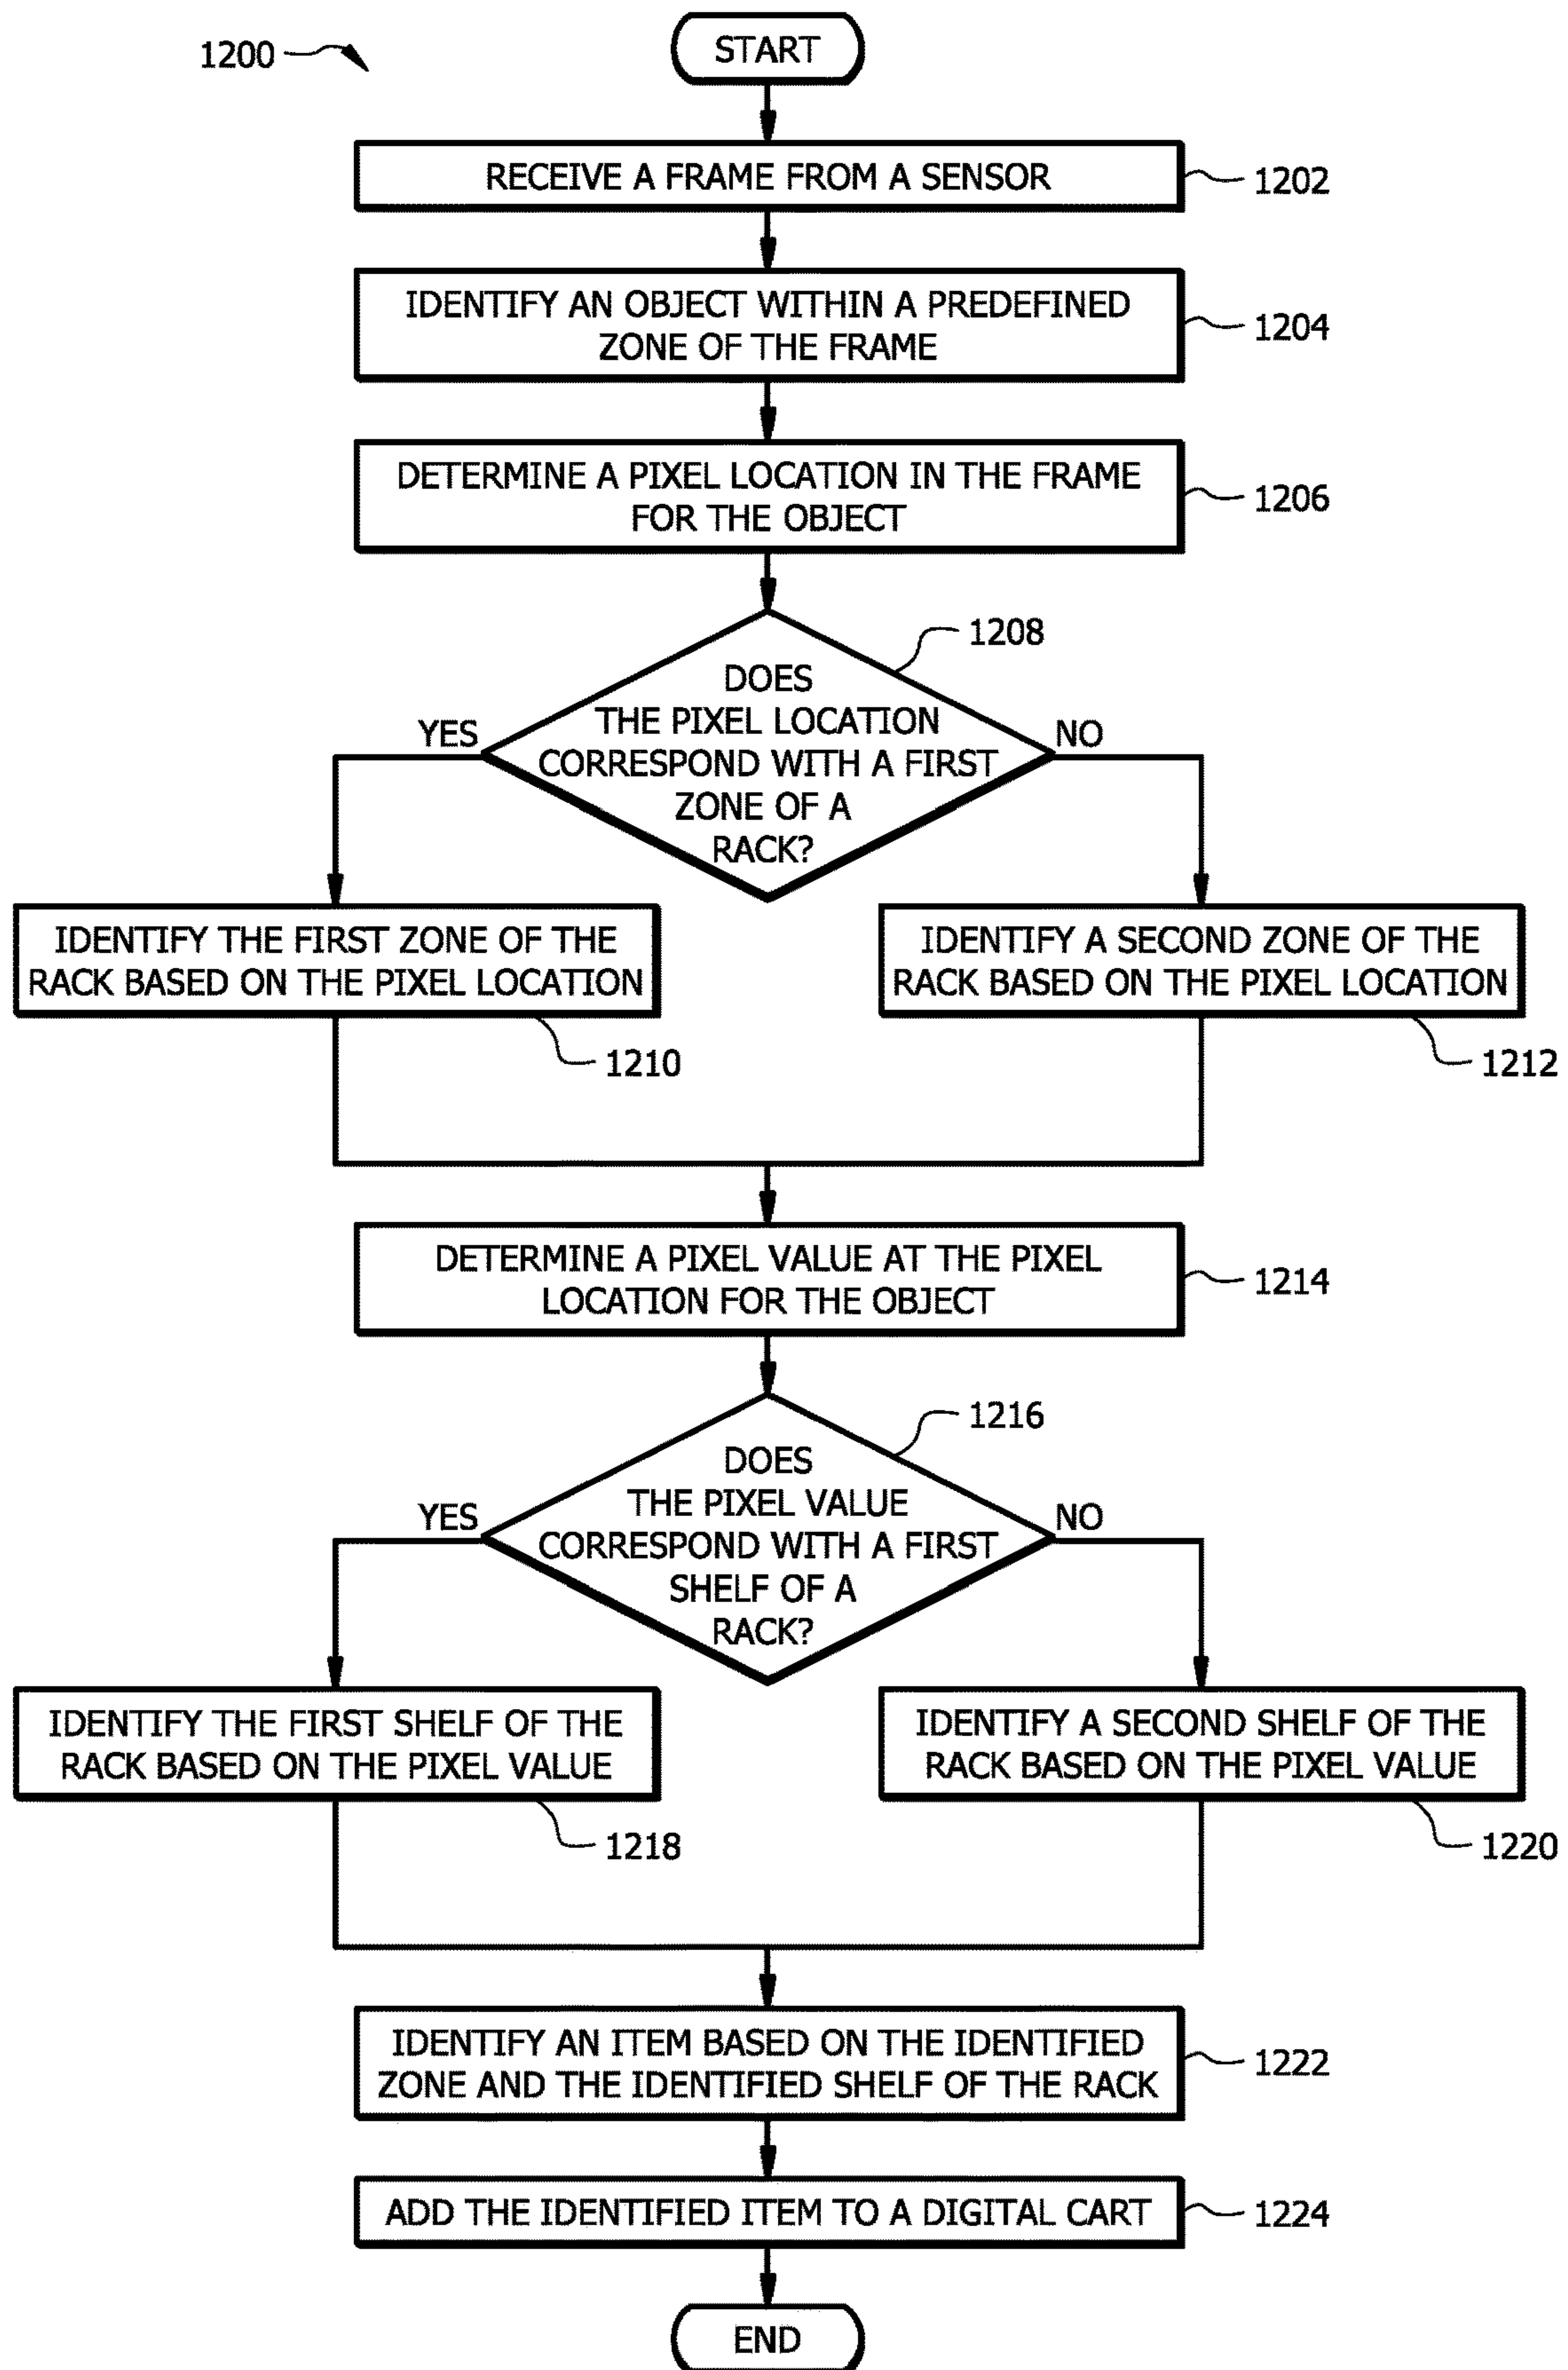 1200
START
RECEIVE A FRAME FROM A SENSOR
1202
IDENTIFY AN OBJECT WITHIN A PREDEFINED
ZONE OF THE FRAME
1204
DETERMINE A PIXEL LOCATION IN THE FRAME
FOR THE OBJECT
1206
1208
DOES
THE PIXEL LOCATION
CORRESPOND WITH A FIRST
ZONE OF A
RACK?
YES
NO
IDENTIFY THE FIRST ZONE OF THE
RACK BASED ON THE PIXEL LOCATION
1210
IDENTIFY A SECOND ZONE OF THE
RACK BASED ON THE PIXEL LOCATION
1212
DETERMINE A PIXEL VALUE AT THE PIXEL
LOCATION FOR THE OBJECT
1214
1216
DOES
THE PIXEL VALUE
CORRESPOND WITH A FIRST
SHELF OF A
RACK?
YES
NO
IDENTIFY THE FIRST SHELF OF THE
RACK BASED ON THE PIXEL VALUE
1218
IDENTIFY A SECOND SHELF OF THE
RACK BASED ON THE PIXEL VALUE
1220
IDENTIFY AN ITEM BASED ON THE IDENTIFIED
ZONE AND THE IDENTIFIED SHELF OF THE RACK
1222
ADD THE IDENTIFIED ITEM TO A DIGITAL CART
1224
END